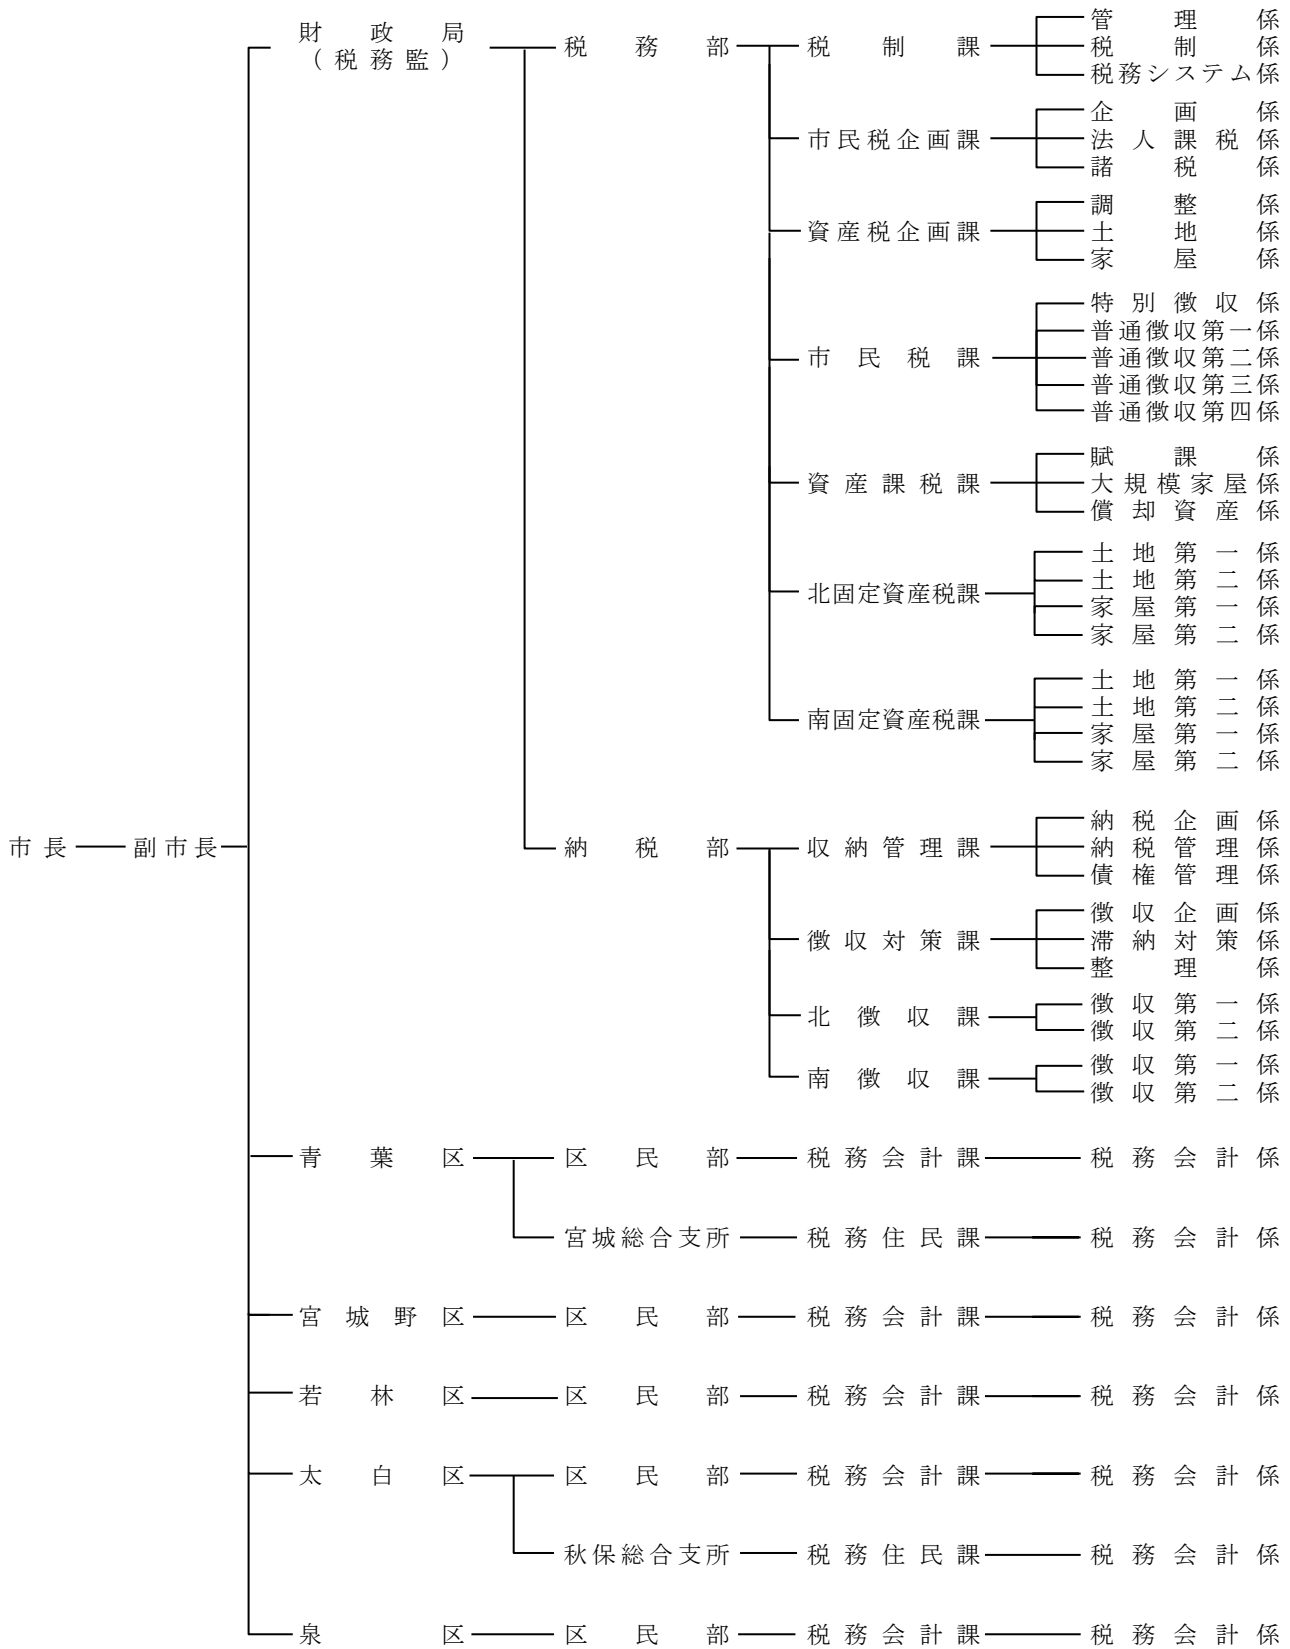 財政局
（税務監）
税務部
税制課
管理係
税制係
税務システム係
市民税企画課
企画係
法人課税係
諸税係
資産税企画課
調整係
土地係
家屋係
市民税課
特別徴収係
普通徴収第一係
普通徴収第二係
普通徴収第三係
普通徴収第四係
資産課税課
賦課係
大規模家屋係
償却資産係
北固定資産税課
土地第一係
土地第二係
家屋第一係
家屋第二係
南固定資産税課
土地第一係
土地第二係
家屋第一係
家屋第二係
市長
副市長
納税部
収納管理課
納税企画係
納税管理係
債権管理係
徴収対策課
徴収企画係
滞納対策係
整理係
北徴収課
徴収第一係
徴収第二係
南徴収課
徴収第一係
徴収第二係
青葉区
区民部
税務会計課
税務会計係
宮城総合支所
税務住民課
税務会計係
宮城野区
区民部
税務会計課
税務会計係
若林区
区民部
税務会計課
税務会計係
太白区
区民部
税務会計課
税務会計係
秋保総合支所
税務住民課
税務会計係
泉区
区民部
税務会計課
税務会計係